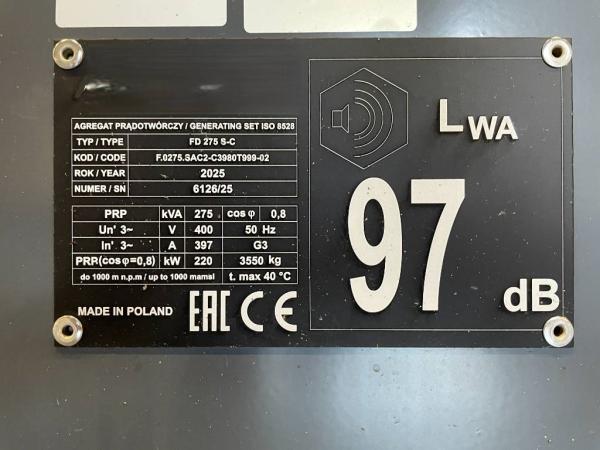 AGREGAT PRĄDOTWÓRCZY / GENERATING SET ISO 8528
TYP / TYPE FD 275 S-C
KOD / CODE F.0275.SAC2-C3980T999-02
ROK / YEAR 2025
NUMER / SN 6126/25
PRP kVA 275 cos φ 0,8
Un' 3~ V 400 50 Hz
In' 3~ A 397 G3
PRP(cosφ=0,8) kW 220 3550 kg
do 1000 m n.p.m / up to 1000 mamsl t. max 40 °C
MADE IN POLAND EAC CE
LWA
97
dB